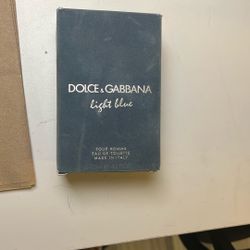 DOLCE & GABBANA
light blue
POUR HOMME
EAU DE TOILETTE
MADE IN ITALY